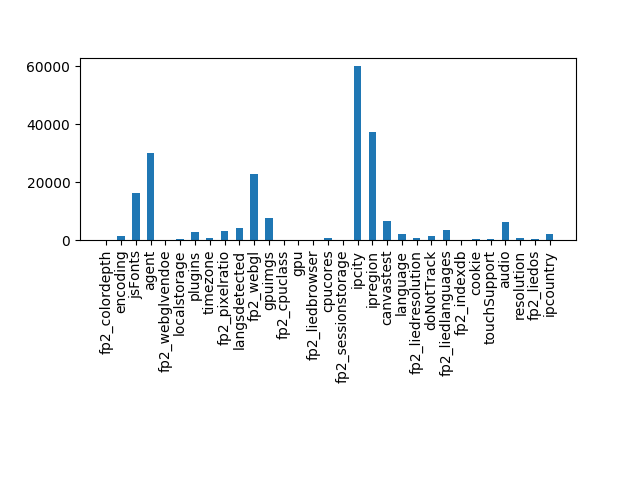 60000
40000
20000
0
fp2_colordepth
encoding
jsFonts
agent
fp2_webglvendoe
localstorage
plugins
timezone
fp2_pixelratio
langsdetected
fp2_webgl
gpuimgs
fp2_cpuclass
gpu
fp2_liedbrowser
cpucores
fp2_sessionstorage
ipcity
ipregion
canvastest
language
fp2_liedresolution
doNotTrack
fp2_liedlanguages
fp2_indexdb
cookie
touchSupport
audio
resolution
fp2_liedos
ipcountry